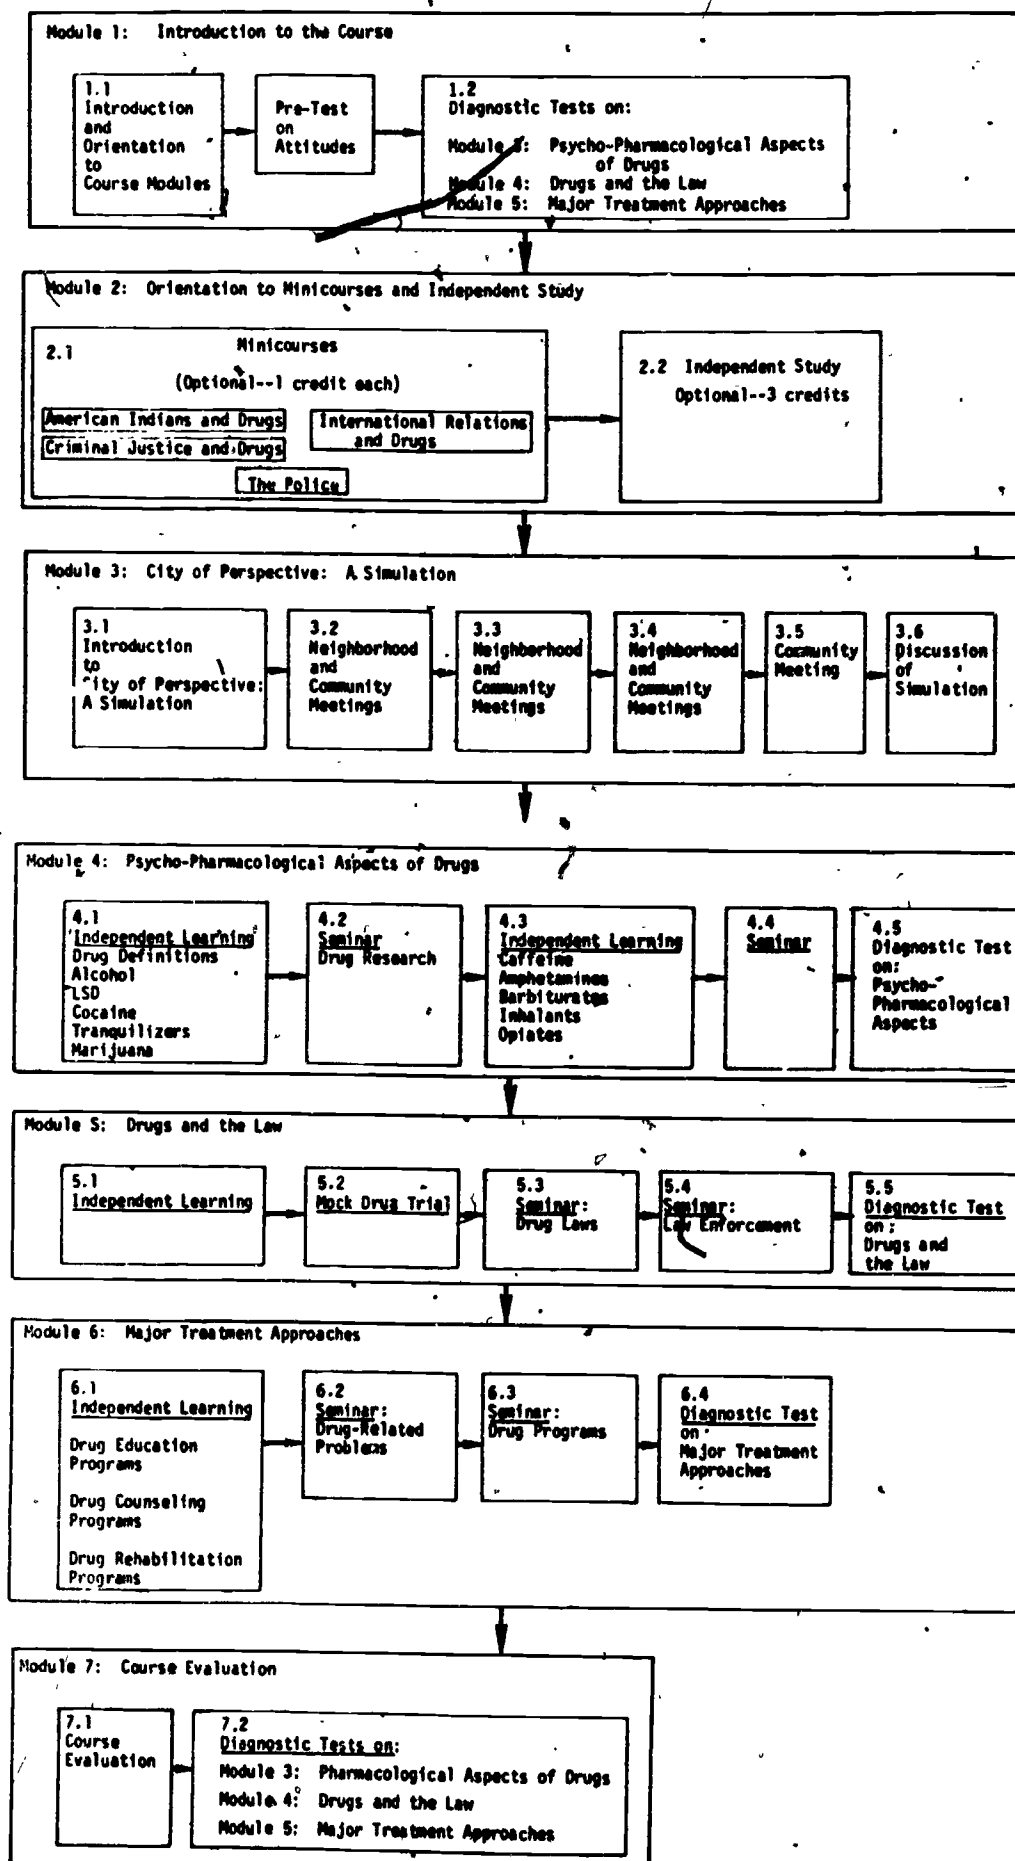 Module 1: Introduction to the Course
1.1
Introduction
and
Orientation
to
Course Modules
Pre-Test
on
Attitudes
1.2
Diagnostic Tests on:
Module 3: Psycho-Pharmacological Aspects
of Drugs
Module 4: Drugs and the Law
Module 5: Major Treatment Approaches
Module 2: Orientation to Minicourses and Independent Study
2.1
Minicourses
(Optional--1 credit each)
American Indians and Drugs
Criminal Justice and Drugs
International Relations
and Drugs
The Police
2.2 Independent Study
Optional--3 credits
Module 3: City of Perspective: A Simulation
3.1
Introduction
to
City of Perspective:
A Simulation
3.2
Neighborhood
and
Community
Meetings
3.3
Neighborhood
and
Community
Meetings
3.4
Neighborhood
and
Community
Meetings
3.5
Community
Meeting
3.6
Discussion
of
Simulation
Module 4: Psycho-Pharmacological Aspects of Drugs
4.1
Independent Learning
Drug Definitions
Alcohol
LSD
Cocaine
Tranquilizers
Marijuana
4.2
Seminar
Drug Research
4.3
Independent Learning
Caffeine
Amphetamines
Barbiturates
Inhalants
Opiates
4.4
Seminar
4.5
Diagnostic Test
on:
Psycho-
Pharmacological
Aspects
Module 5: Drugs and the Law
5.1
Independent Learning
5.2
Mock Drug Trial
5.3
Seminar:
Drug Laws
5.4
Seminar:
Law Enforcement
5.5
Diagnostic Test
on:
Drugs and
the Law
Module 6: Major Treatment Approaches
6.1
Independent Learning
Drug Education
Programs
Drug Counseling
Programs
Drug Rehabilitation
Programs
6.2
Seminar:
Drug-Related
Problems
6.3
Seminar:
Drug Programs
6.4
Diagnostic Test
on:
Major Treatment
Approaches
Module 7: Course Evaluation
7.1
Course
Evaluation
7.2
Diagnostic Tests on:
Module 3: Pharmacological Aspects of Drugs
Module 4: Drugs and the Law
Module 5: Major Treatment Approaches